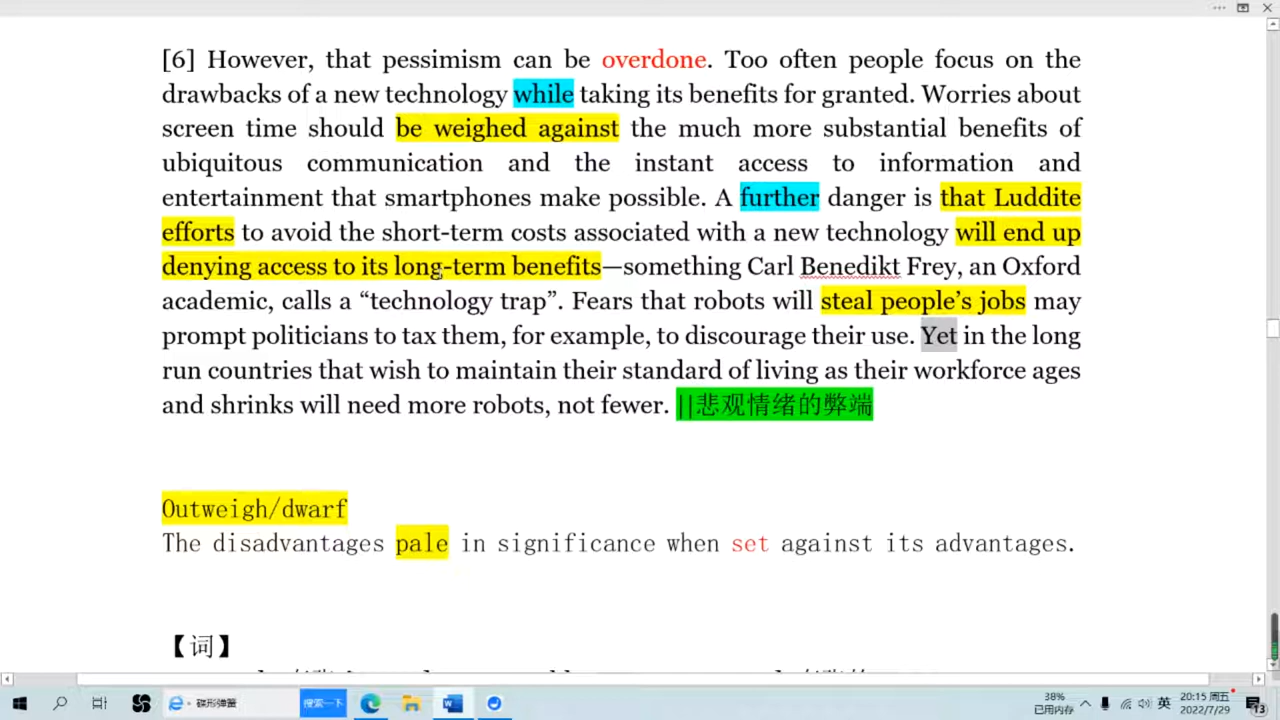 [6] However, that pessimism can be overdone. Too often people focus on the
drawbacks of a new technology while taking its benefits for granted. Worries about
screen time should be weighed against the much more substantial benefits of
ubiquitous communication and the instant access to information and
entertainment that smartphones make possible. A further danger is that Luddite
efforts to avoid the short-term costs associated with a new technology will end up
denying access to its long-term benefits—something Carl Benedikt Frey, an Oxford
academic, calls a “technology trap”. Fears that robots will steal people’s jobs may
prompt politicians to tax them, for example, to discourage their use. Yet in the long
run countries that wish to maintain their standard of living as their workforce ages
and shrinks will need more robots, not fewer. ||悲观情绪的弊端
Outweigh/dwarf
The disadvantages pale in significance when set against its advantages.
【词】
碟形弹簧
搜索一下
38%
已用内存
英
20:15 周五
2022/7/29
13